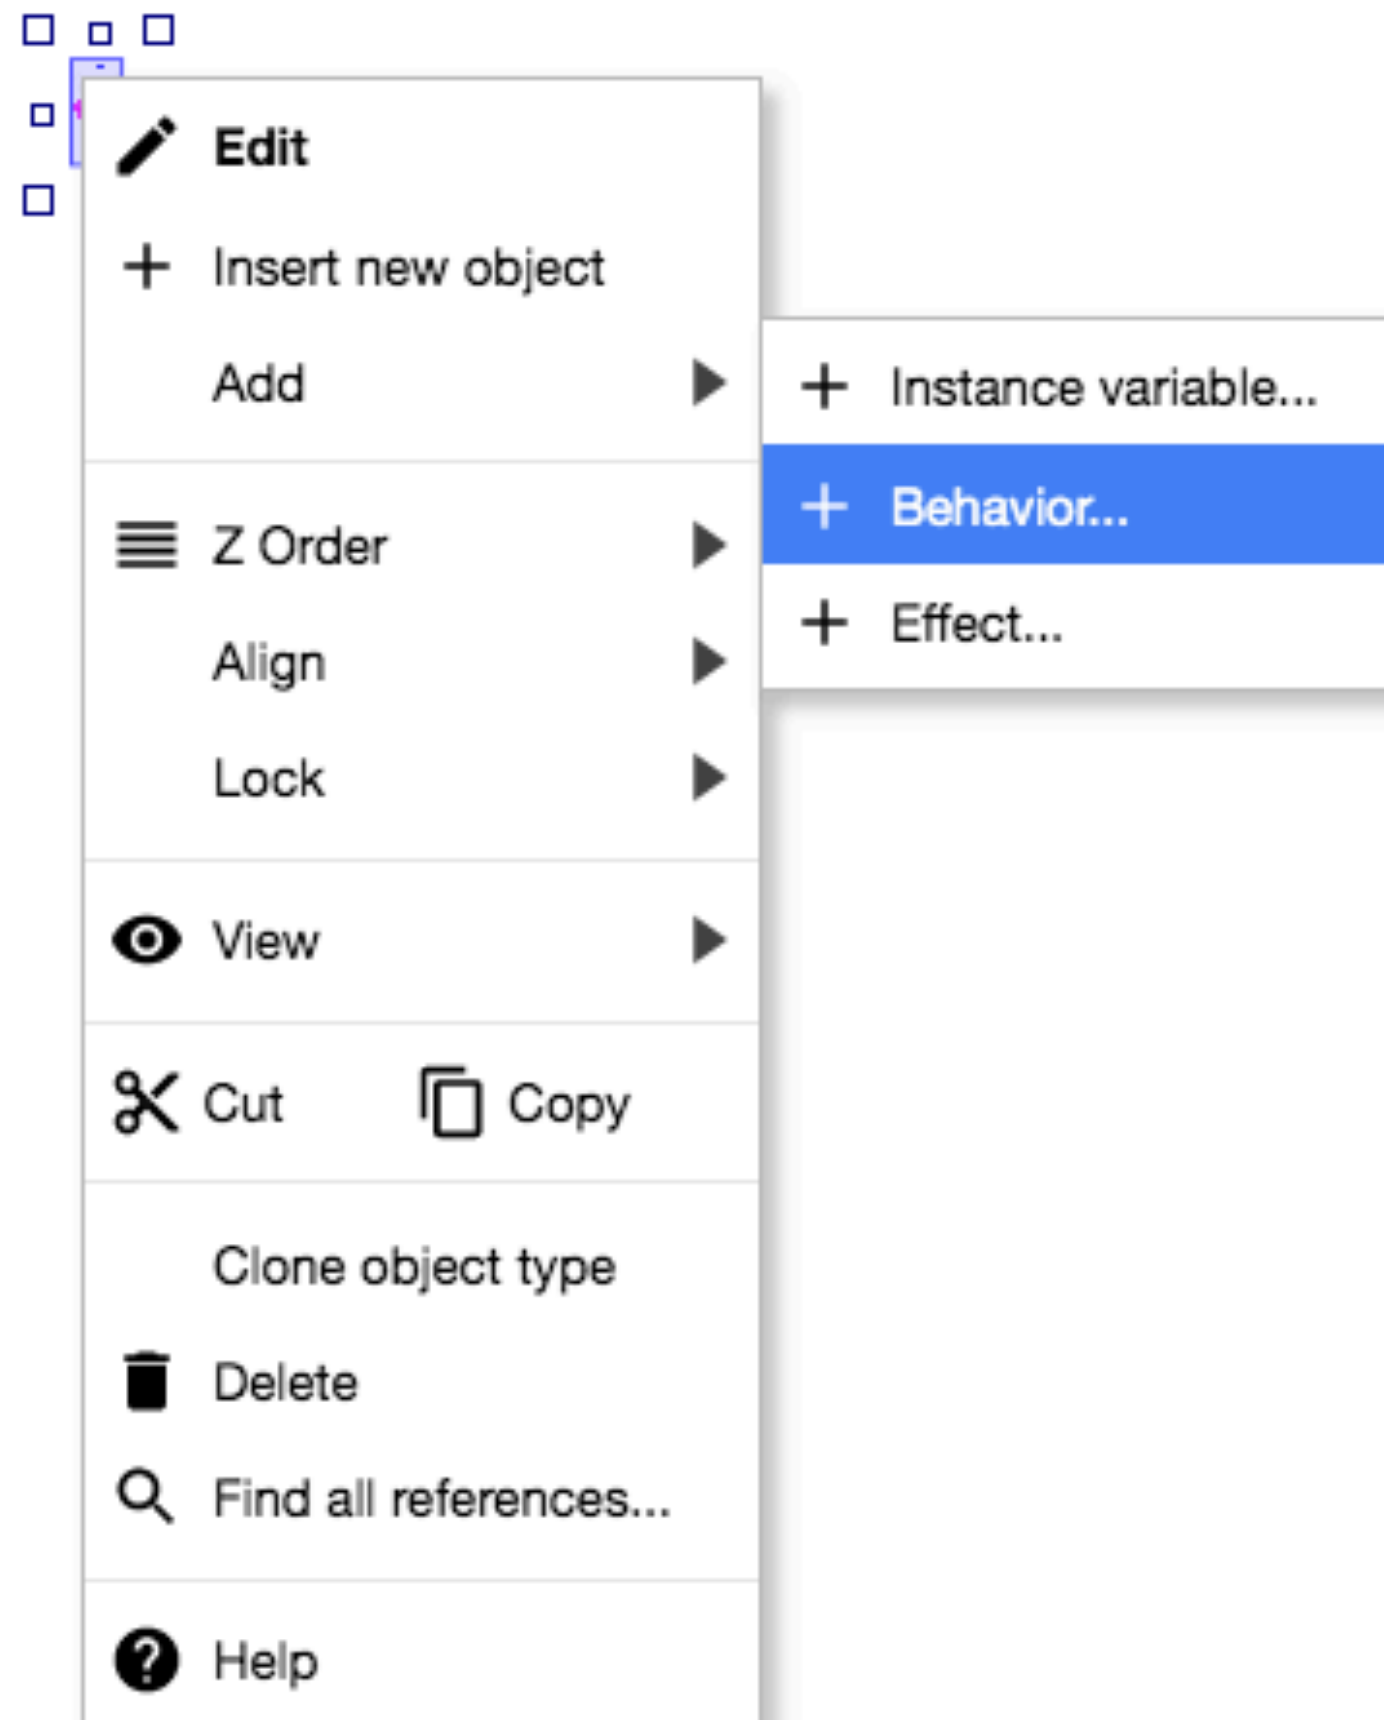 Edit
Insert new object
Add
Instance variable...
Behavior...
Effect...
Z Order
Align
Lock
View
Cut Copy
Clone object type
Delete
Find all references...
Help